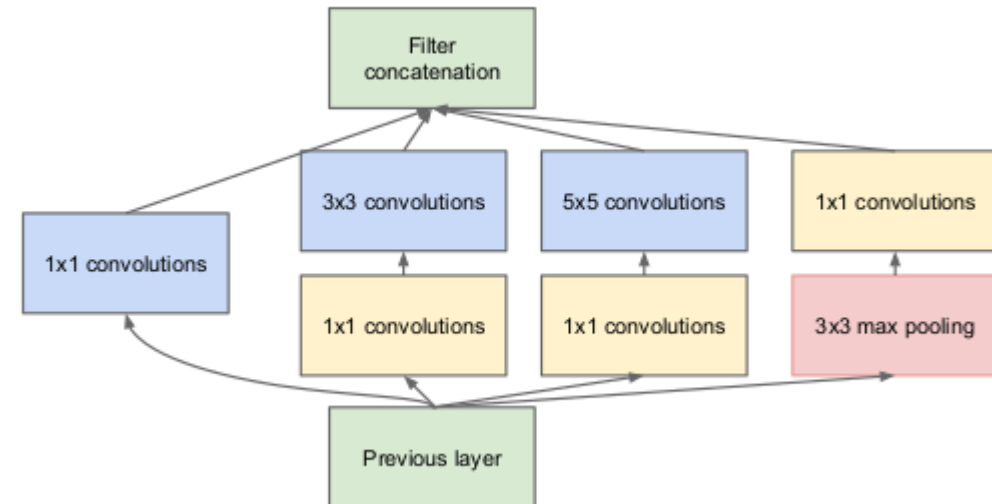 Filter
concatenation
3x3 convolutions
5x5 convolutions
1x1 convolutions
1x1 convolutions
1x1 convolutions
1x1 convolutions
3x3 max pooling
Previous layer